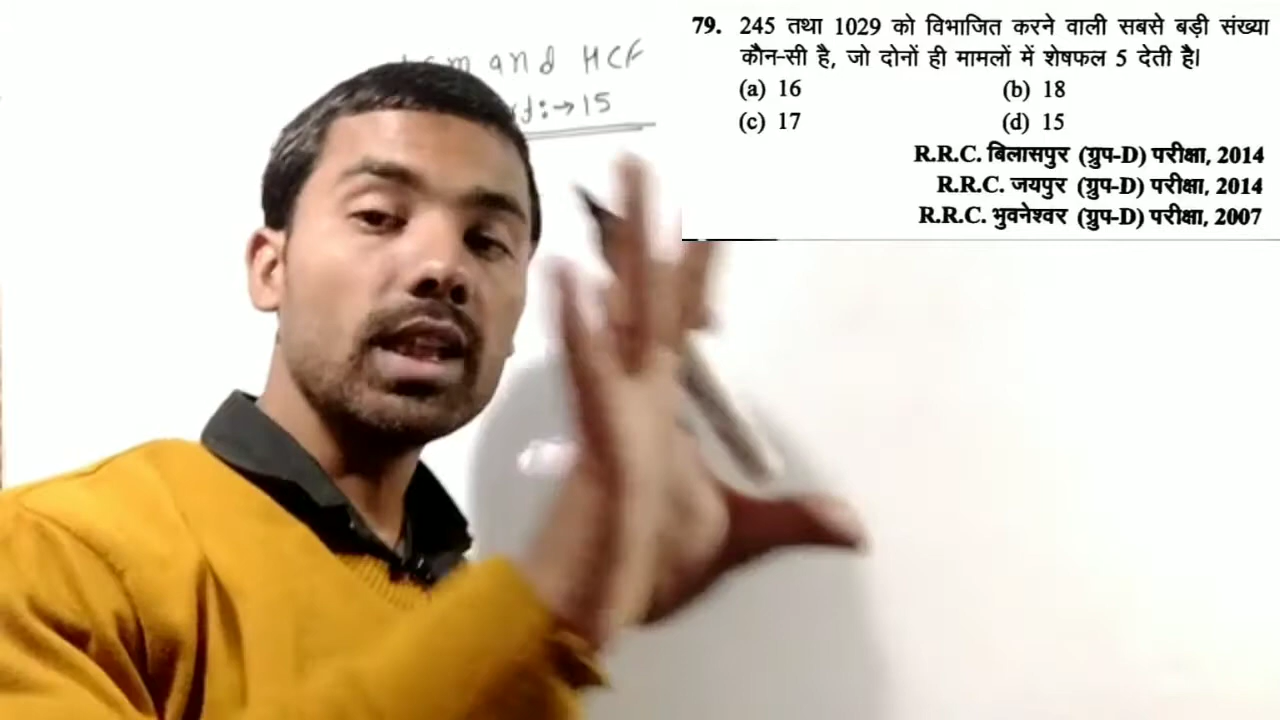 79. 245 तथा 1029 को विभाजित करने वाली सबसे बड़ी संख्या
कौन-सी है, जो दोनों ही मामलों में शेषफल 5 देती है।
(a) 16 (b) 18
(c) 17 (d) 15
R.R.C. बिलासपुर (ग्रुप-D) परीक्षा, 2014
R.R.C. जयपुर (ग्रुप-D) परीक्षा, 2014
R.R.C. भुवनेश्वर (ग्रुप-D) परीक्षा, 2007
and HCF
:→15